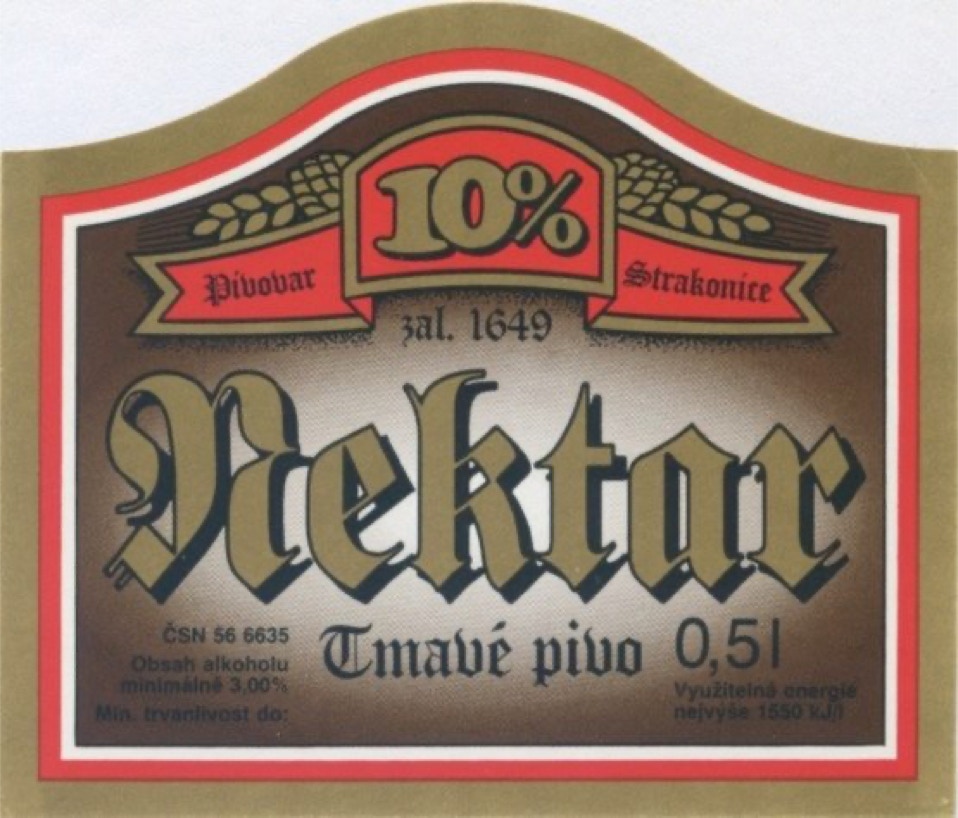 10%
Pivovar Strakonice
zal. 1649
Nektar
Tmavé pivo 0,5l
ČSN 56 6635
Obsah alkoholu
minimálně 3,00%
Min. trvanlivost do:
Využitelná energie
nejvýše 1550 kJ/l